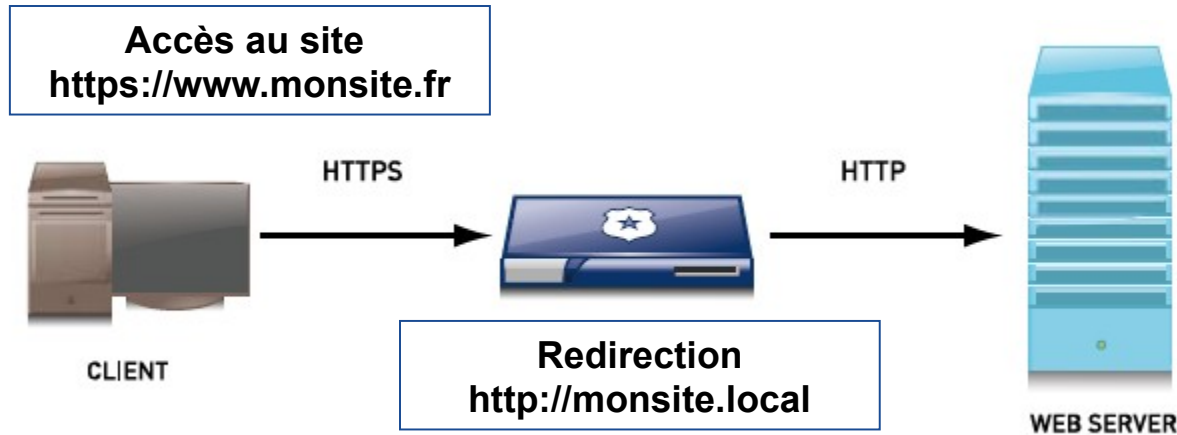 Accès au site
https://www.monsite.fr
HTTPS
HTTP
CLIENT
Redirection
http://monsite.local
WEB SERVER